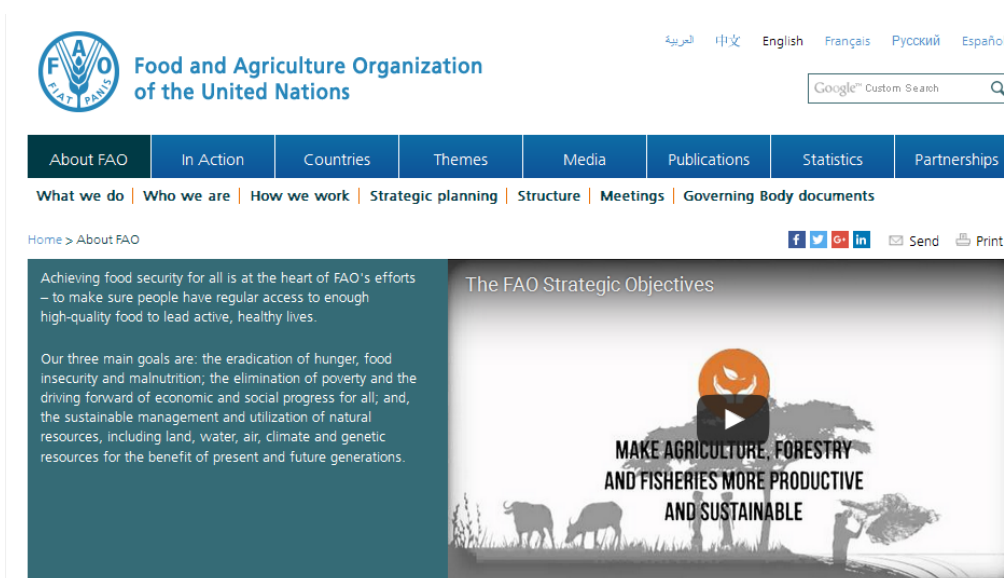 العربية 中文 English Français Русский Españo
FAO
FIAT PANIS
Food and Agriculture Organization
of the United Nations
Google™ Custom Search
About FAO In Action Countries Themes Media Publications Statistics Partnerships
What we do | Who we are | How we work | Strategic planning | Structure | Meetings | Governing Body documents
Home > About FAO
f G+ in Send Print
Achieving food security for all is at the heart of FAO's efforts
– to make sure people have regular access to enough
high-quality food to lead active, healthy lives.
Our three main goals are: the eradication of hunger, food
insecurity and malnutrition; the elimination of poverty and the
driving forward of economic and social progress for all; and,
the sustainable management and utilization of natural
resources, including land, water, air, climate and genetic
resources for the benefit of present and future generations.
The FAO Strategic Objectives
MAKE AGRICULTURE, FORESTRY
AND FISHERIES MORE PRODUCTIVE
AND SUSTAINABLE